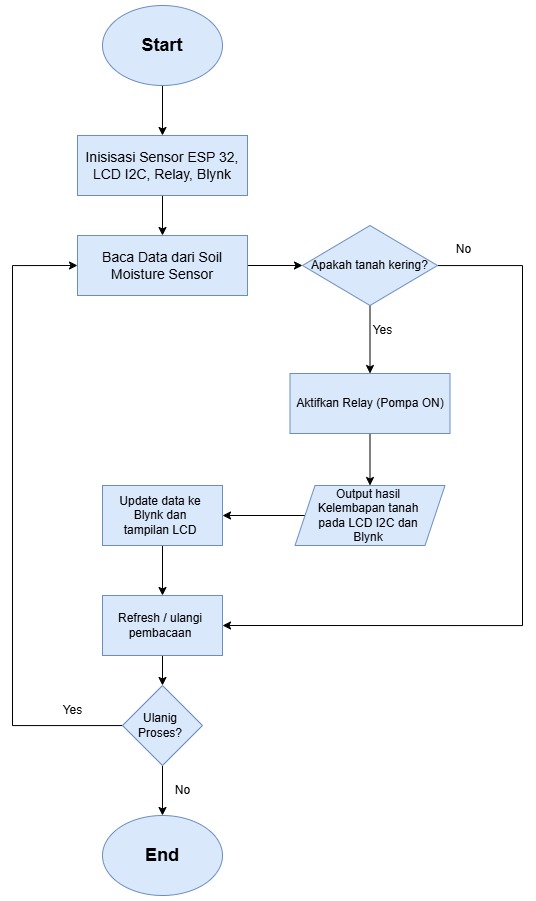 Start
Inisisasi Sensor ESP 32,
LCD I2C, Relay, Blynk
Baca Data dari Soil
Moisture Sensor
Apakah tanah kering?
No
Yes
Aktifkan Relay (Pompa ON)
Output hasil
Kelembapan tanah
pada LCD I2C dan
Blynk
Update data ke
Blynk dan
tampilan LCD
Refresh / ulangi
pembacaan
Ulanig
Proses?
Yes
No
End